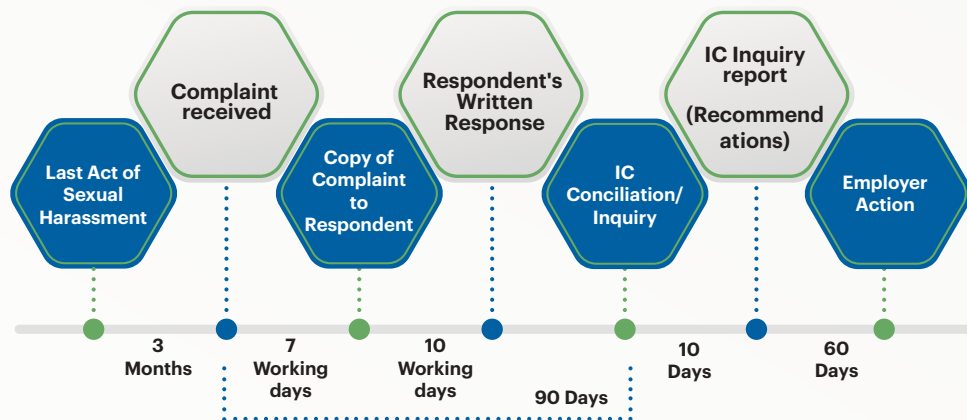 Last Act of
Sexual
Harassment
Complaint
received
Copy of
Complaint
to
Respondent
Respondent's
Written
Response
IC
Conciliation/
Inquiry
IC Inquiry
report
(Recommend
ations)
Employer
Action
3
Months
7
Working
days
10
Working
days
90 Days
10
Days
60
Days